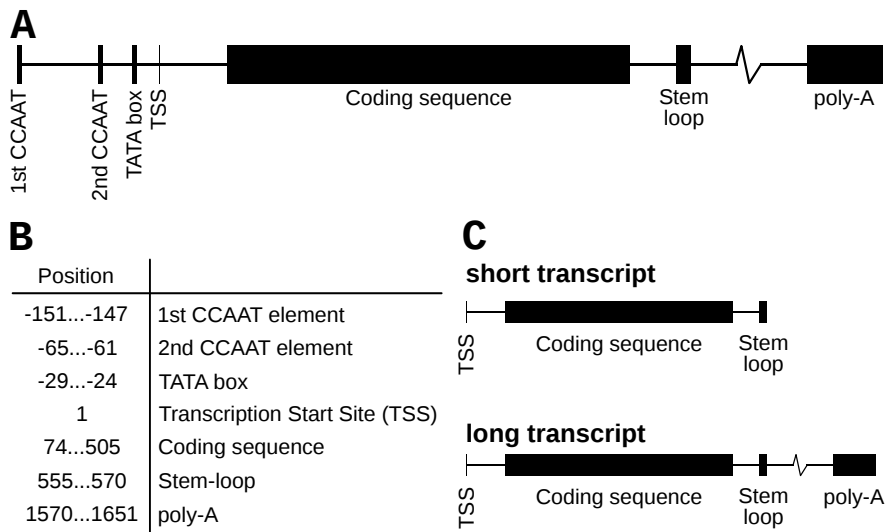 A
1st CCAAT
2nd CCAAT
TATA box
TSS
Coding sequence
Stem
loop
poly-A
B
Position
-151...-147 1st CCAAT element
-65...-61 2nd CCAAT element
-29...-24 TATA box
1 Transcription Start Site (TSS)
74...505 Coding sequence
555...570 Stem-loop
1570...1651 poly-A
C
short transcript
TSS
Coding sequence
Stem
loop
long transcript
TSS
Coding sequence
Stem
loop
poly-A